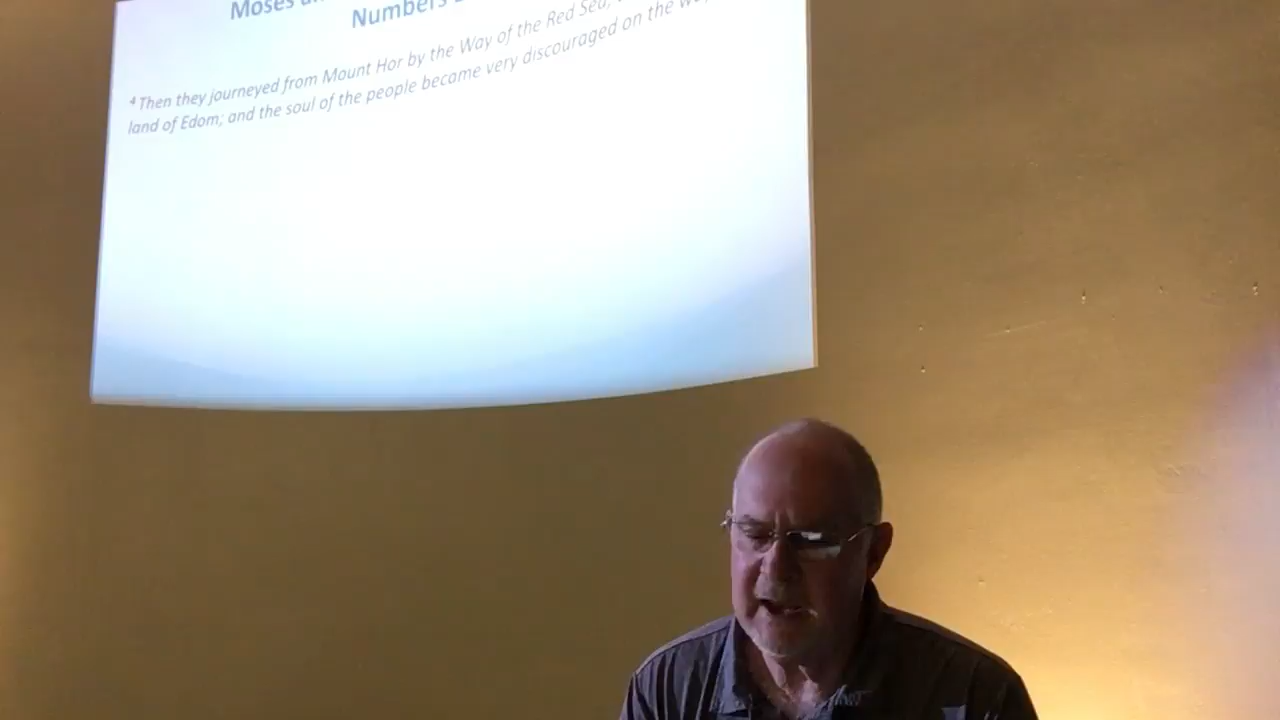 Moses
Numbers
4 Then they journeyed from Mount Hor by the Way of the Red Sea,
land of Edom; and the soul of the people became very discouraged on the